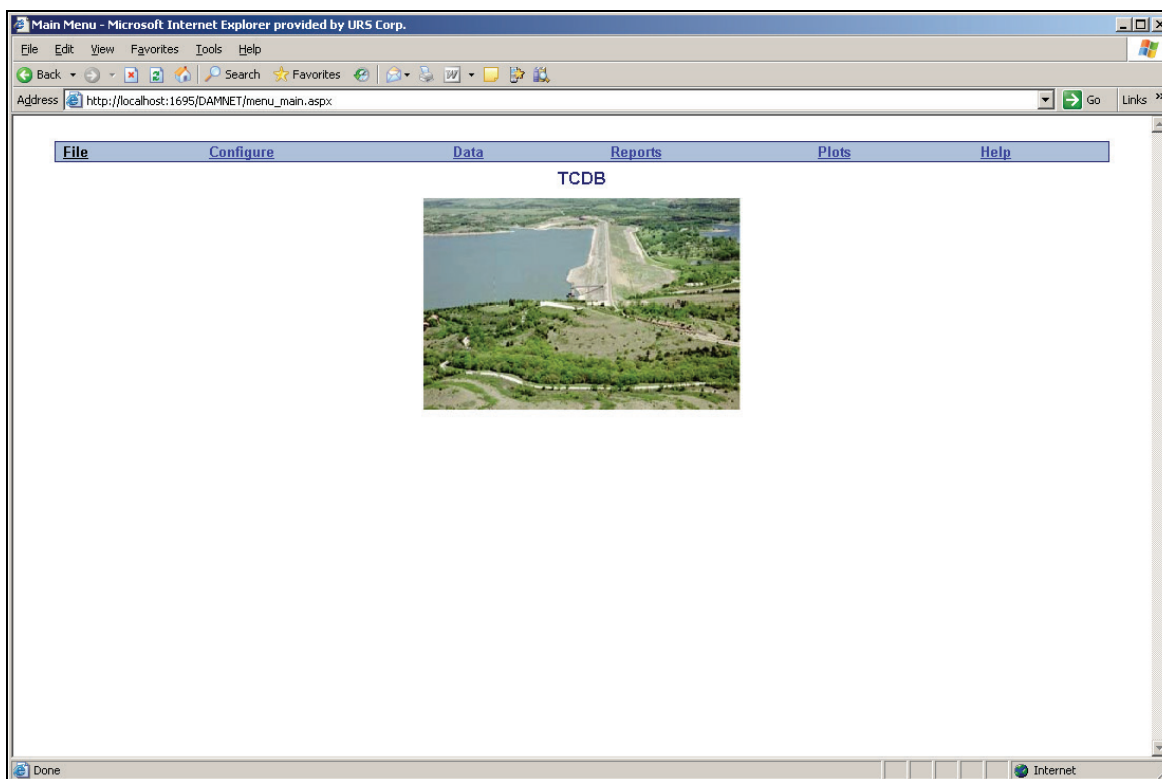 Main Menu - Microsoft Internet Explorer provided by URS Corp.
File Edit View Favorites Tools Help
Back Search Favorites
Address http://localhost:1695/DAMNET/menu_main.aspx Go Links »
File Configure Data Reports Plots Help
TCDB
Done Internet